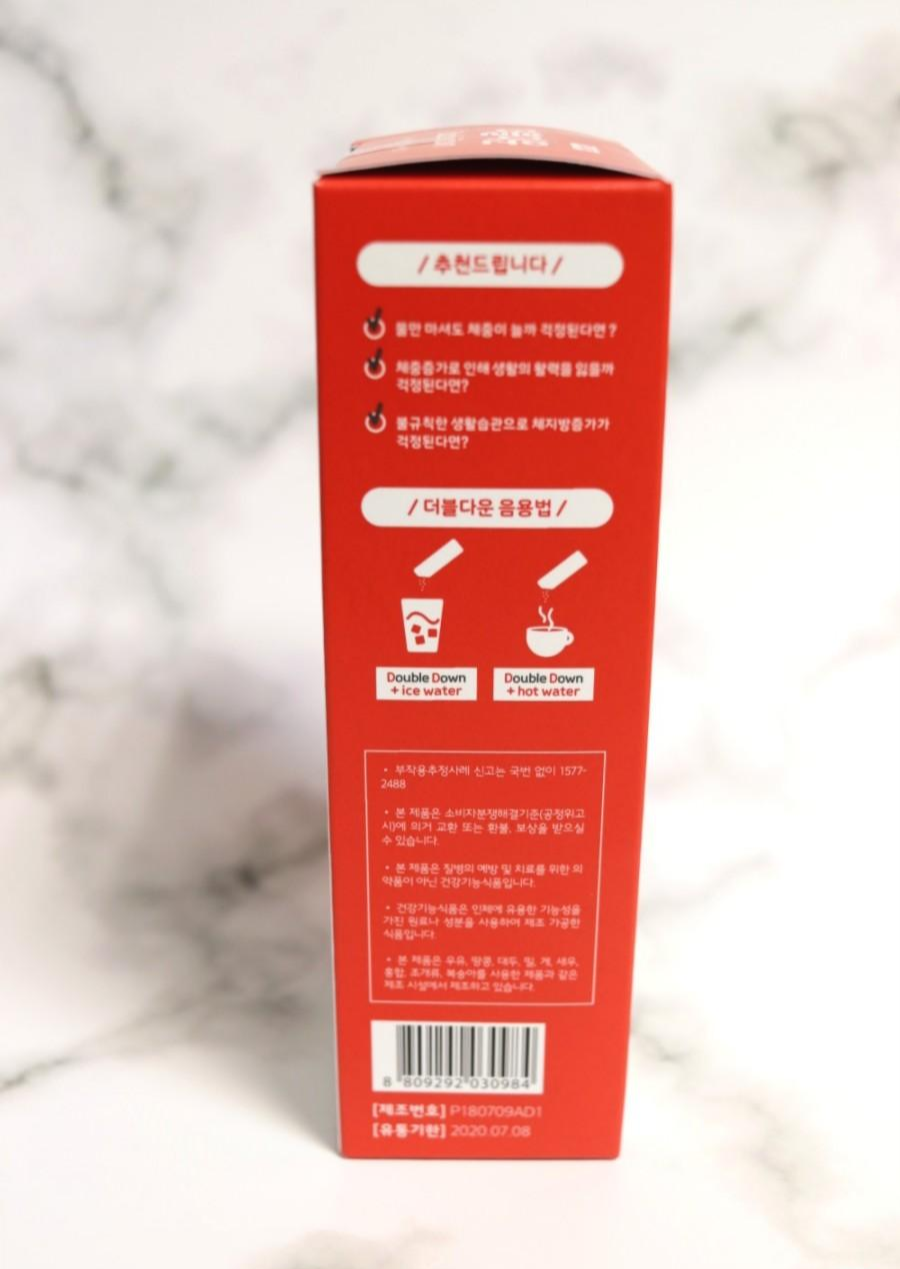 / 추천드립니다 /
물만 마셔도 체중이 늘까 걱정된다면 ?
체중증가로 인해 생활의 활력을 잃을까
걱정된다면?
불규칙한 생활습관으로 체지방증가가
걱정된다면?
/ 더블다운 음용법 /
Double Down
+ ice water
Double Down
+ hot water
• 부작용추정사례 신고는 국번 없이 1577-
2488
• 본 제품은 소비자분쟁해결기준(공정위고
시)에 의거 교환 또는 환불, 보상을 받으실
수 있습니다.
• 본 제품은 질병의 예방 및 치료를 위한 의
약품이 아닌 건강기능식품입니다.
• 건강기능식품은 인체에 유용한 기능성을
가진 원료나 성분을 사용하여 제조 가공한
식품입니다.
• 본 제품은 우유, 땅콩, 대두, 밀, 게, 새우,
홍합, 조개류, 복숭아를 사용한 제품과 같은
제조 시설에서 제조하고 있습니다.
8 809292 030984
[제조번호] P180709AD1
[유통기한] 2020.07.08